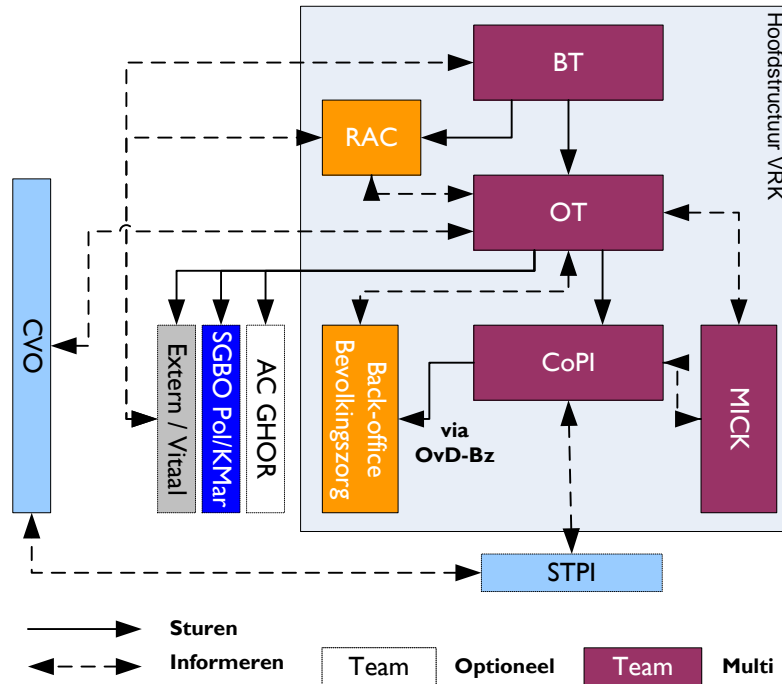 Hoofdstructuur VRK
BT
RAC
OT
CVO
Extern / Vitaal
SGBO Pol/KMar
AC GHOR
Back-office
Bevolkingszorg
CoPI
MICK
via
OvD-Bz
STPI
Sturen
Informeren
Team
Optioneel
Team
Multi